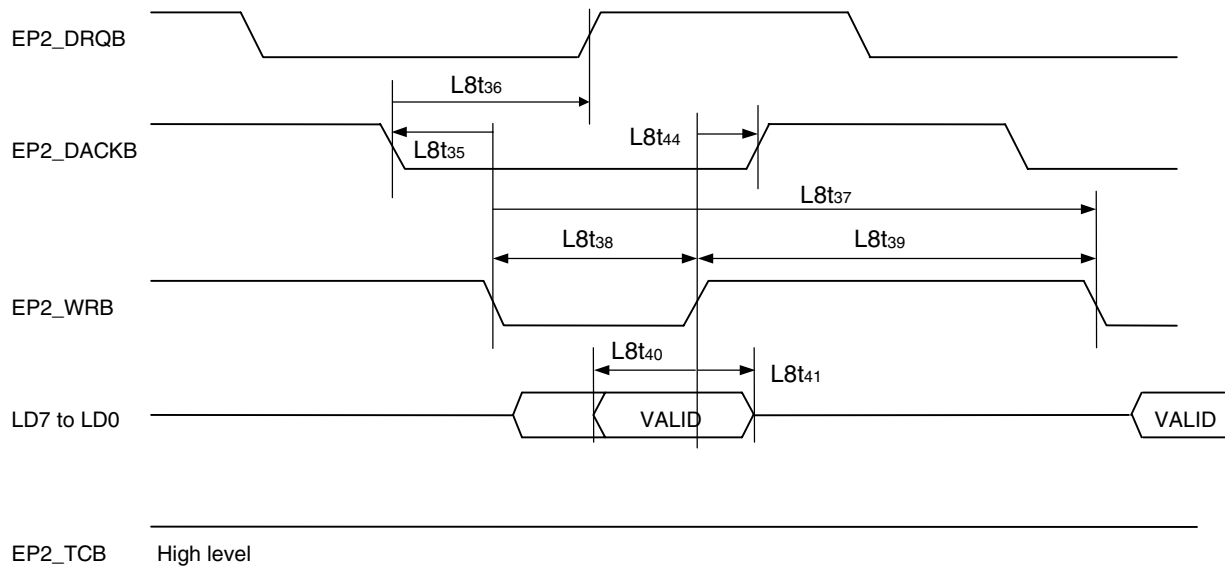 EP2_DRQB
L8t36
EP2_DACKB
L8t35
L8t44
L8t37
L8t38
L8t39
EP2_WRB
L8t40
L8t41
LD7 to LD0
VALID
VALID
EP2_TCB High level